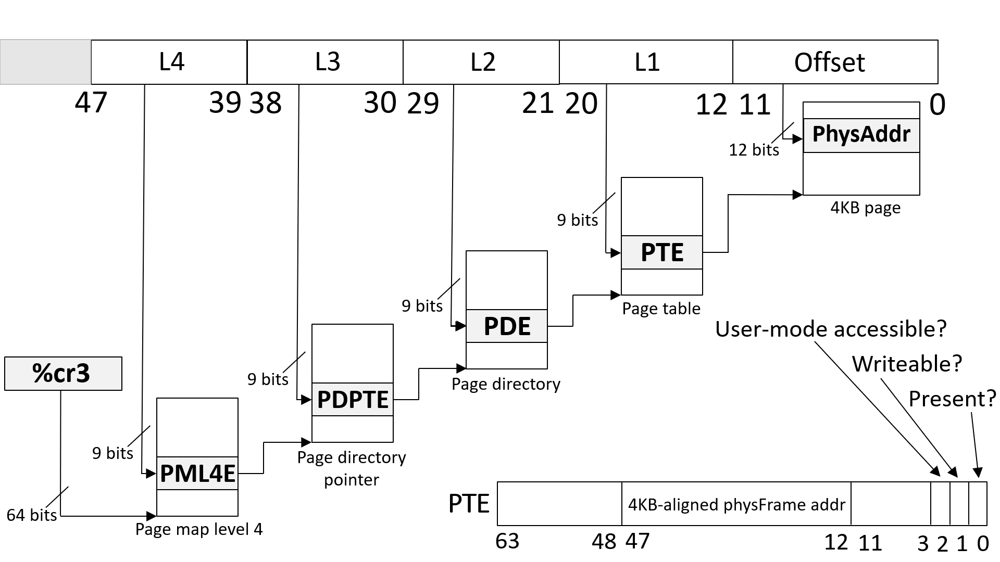 L4 L3 L2 L1 Offset
47 39 38 30 29 21 20 12 11 0
PhysAddr
12 bits
4KB page
9 bits
PTE
Page table
9 bits
PDE
Page directory
User-mode accessible?
Writeable?
Present?
%cr3
9 bits
PDPTE
Page directory
pointer
9 bits
PML4E
64 bits
Page map level 4
PTE 4KB-aligned physFrame addr
63 48 47 12 11 3 2 1 0